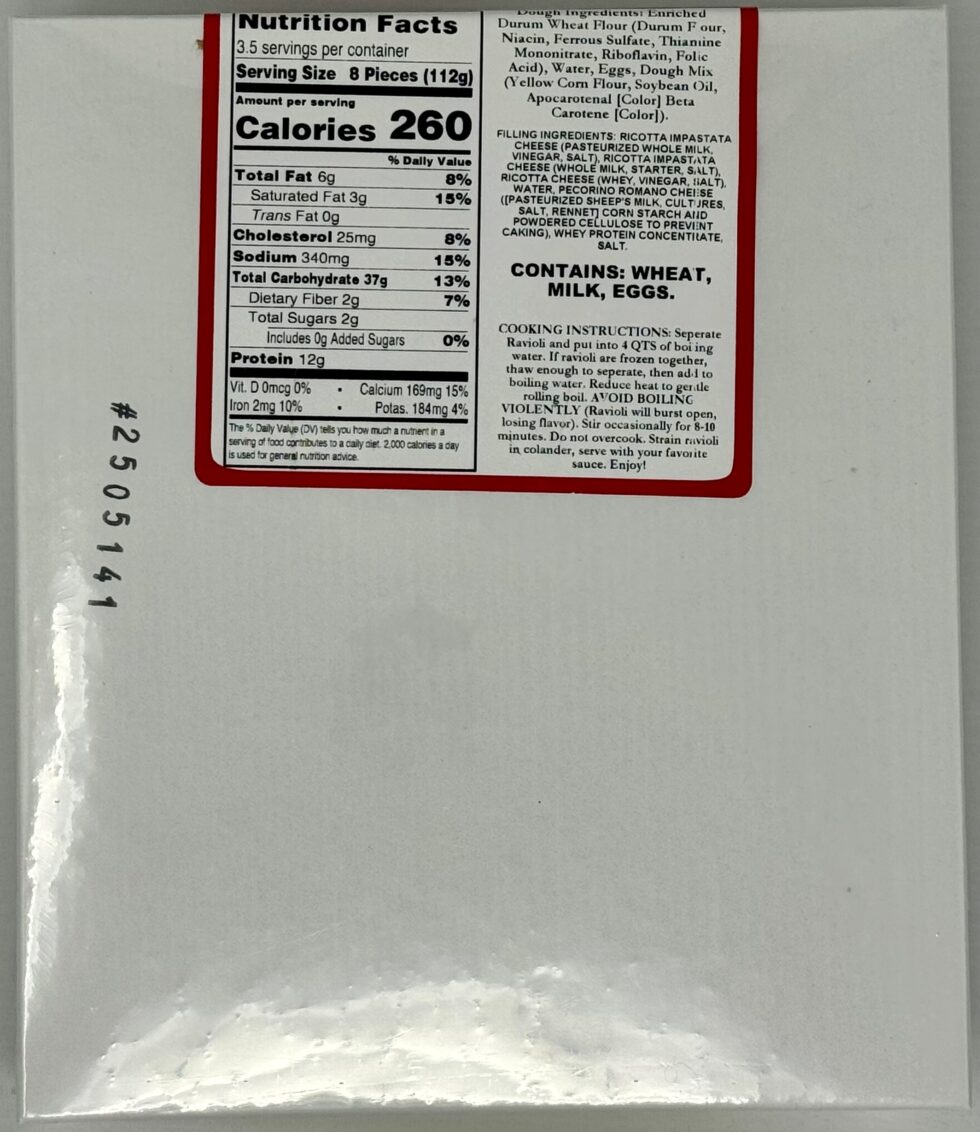 Nutrition Facts
3.5 servings per container
Serving Size 8 Pieces (112g)
Amount per serving
Calories 260
% Daily Value
Total Fat 6g 8%
Saturated Fat 3g 15%
Trans Fat 0g
Cholesterol 25mg 8%
Sodium 340mg 15%
Total Carbohydrate 37g 13%
Dietary Fiber 2g 7%
Total Sugars 2g
Includes 0g Added Sugars 0%
Protein 12g
Vit. D 0mcg 0% • Calcium 169mg 15%
Iron 2mg 10% • Potas. 184mg 4%
The % Daily Value (DV) tells you how much a nutrient in a
serving of food contributes to a daily diet. 2,000 calories a day
is used for general nutrition advice.
Dough Ingredients: Enriched
Durum Wheat Flour (Durum Flour,
Niacin, Ferrous Sulfate, Thiamine
Mononitrate, Riboflavin, Folic
Acid), Water, Eggs, Dough Mix
(Yellow Corn Flour, Soybean Oil,
Apocarotenal [Color] Beta
Carotene [Color]).
FILLING INGREDIENTS: RICOTTA IMPASTATA
CHEESE (PASTEURIZED WHOLE MILK,
VINEGAR, SALT), RICOTTA IMPASTATA
CHEESE (WHOLE MILK, STARTER, SALT),
RICOTTA CHEESE (WHEY, VINEGAR, SALT),
WATER, PECORINO ROMANO CHEESE
([PASTEURIZED SHEEP'S MILK, CULTURES,
SALT, RENNET] CORN STARCH AND
POWDERED CELLULOSE TO PREVENT
CAKING), WHEY PROTEIN CONCENTRATE,
SALT.
CONTAINS: WHEAT,
MILK, EGGS.
COOKING INSTRUCTIONS: Seperate
Ravioli and put into 4 QTS of boiling
water. If ravioli are frozen together,
thaw enough to seperate, then add to
boiling water. Reduce heat to gentle
rolling boil. AVOID BOILING
VIOLENTLY (Ravioli will burst open,
losing flavor). Stir occasionally for 8-10
minutes. Do not overcook. Strain ravioli
in colander, serve with your favorite
sauce. Enjoy!
#2505141